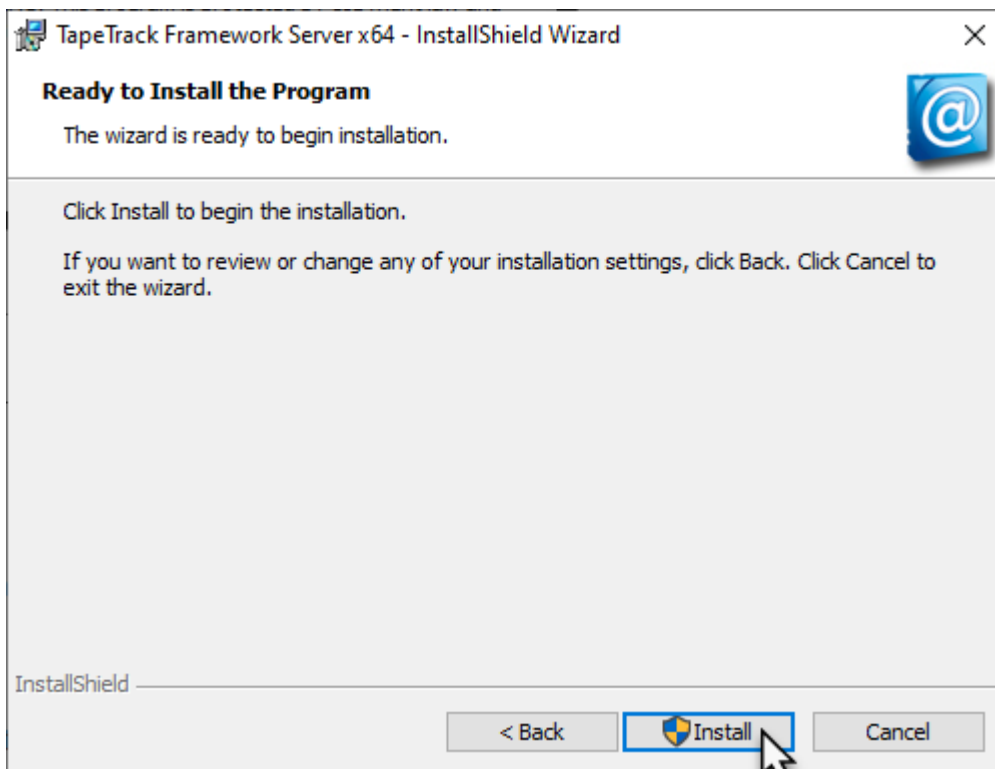 TapeTrack Framework Server x64 - InstallShield Wizard
Ready to Install the Program
The wizard is ready to begin installation.
Click Install to begin the installation.
If you want to review or change any of your installation settings, click Back. Click Cancel to
exit the wizard.
InstallShield
< Back
Install
Cancel